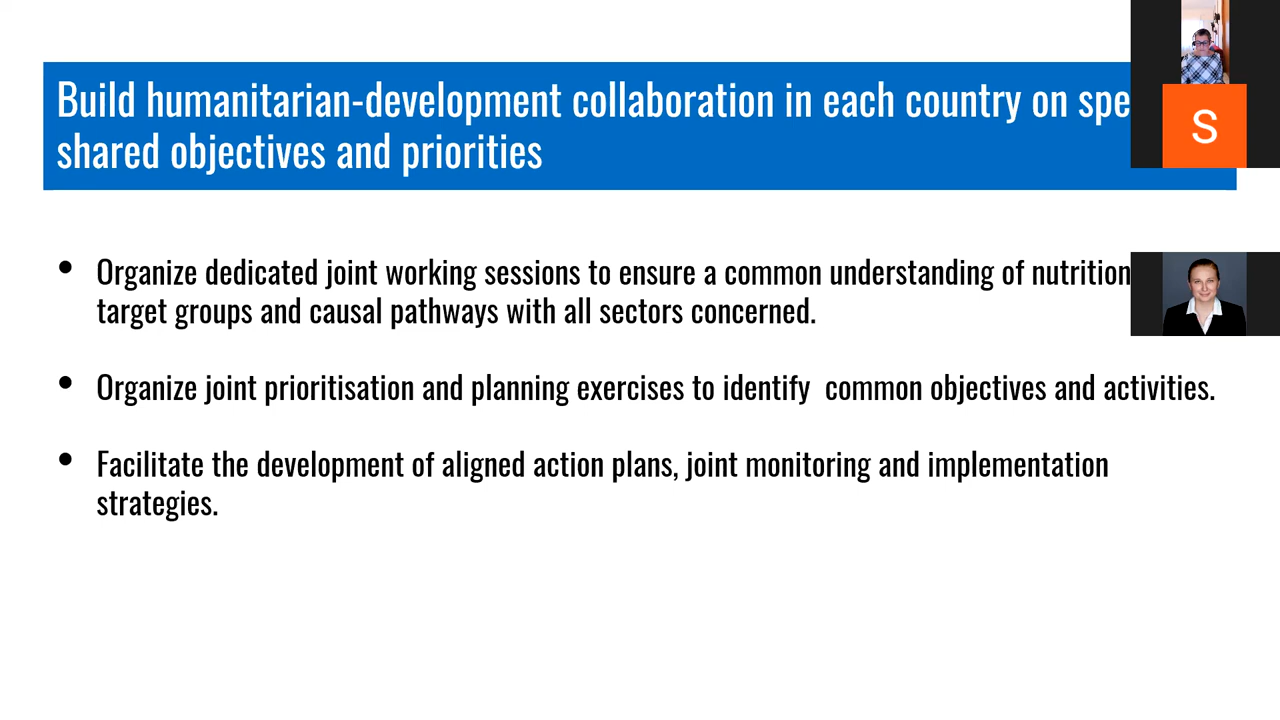 Build humanitarian-development collaboration in each country on
shared objectives and priorities
S
• Organize dedicated joint working sessions to ensure a common understanding of nutrition
target groups and causal pathways with all sectors concerned.
• Organize joint prioritisation and planning exercises to identify  common objectives and activities.
• Facilitate the development of aligned action plans, joint monitoring and implementation
strategies.